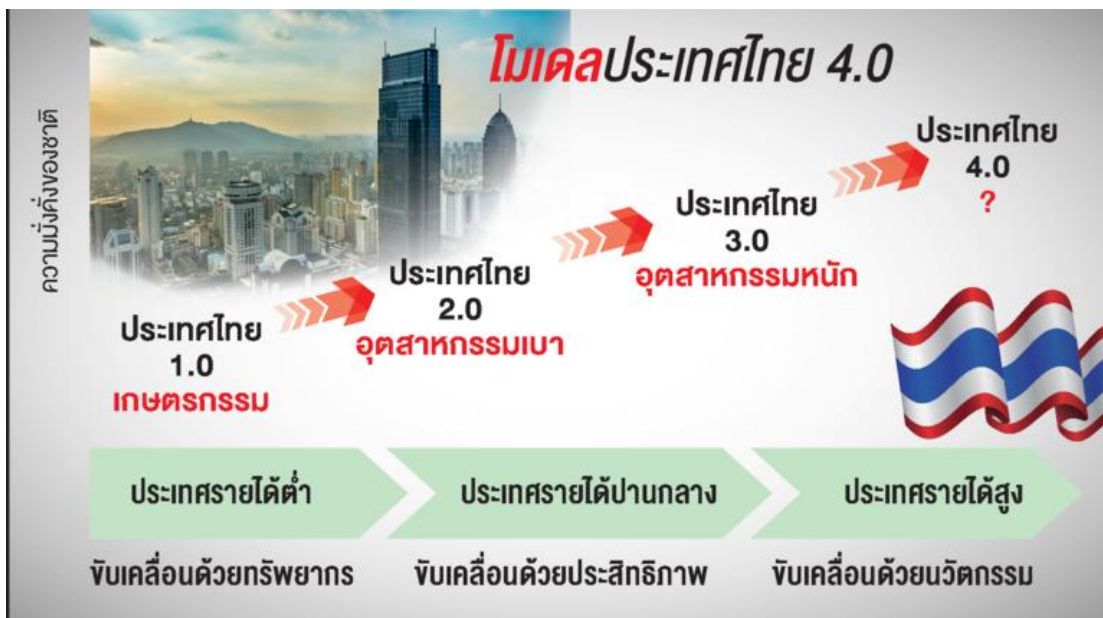 โมเดลประเทศไทย 4.0
ความมั่งคั่งของชาติ
ประเทศไทย
1.0
เกษตรกรรม
ประเทศไทย
2.0
อุตสาหกรรมเบา
ประเทศไทย
3.0
อุตสาหกรรมหนัก
ประเทศไทย
4.0
?
ประเทศรายได้ต่ำ
ประเทศรายได้ปานกลาง
ประเทศรายได้สูง
ขับเคลื่อนด้วยทรัพยากร
ขับเคลื่อนด้วยประสิทธิภาพ
ขับเคลื่อนด้วยนวัตกรรม